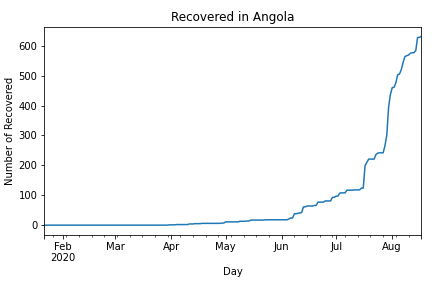 Recovered in Angola
Number of Recovered
600
500
400
300
200
100
0
Feb
2020
Mar
Apr
May
Jun
Jul
Aug
Day